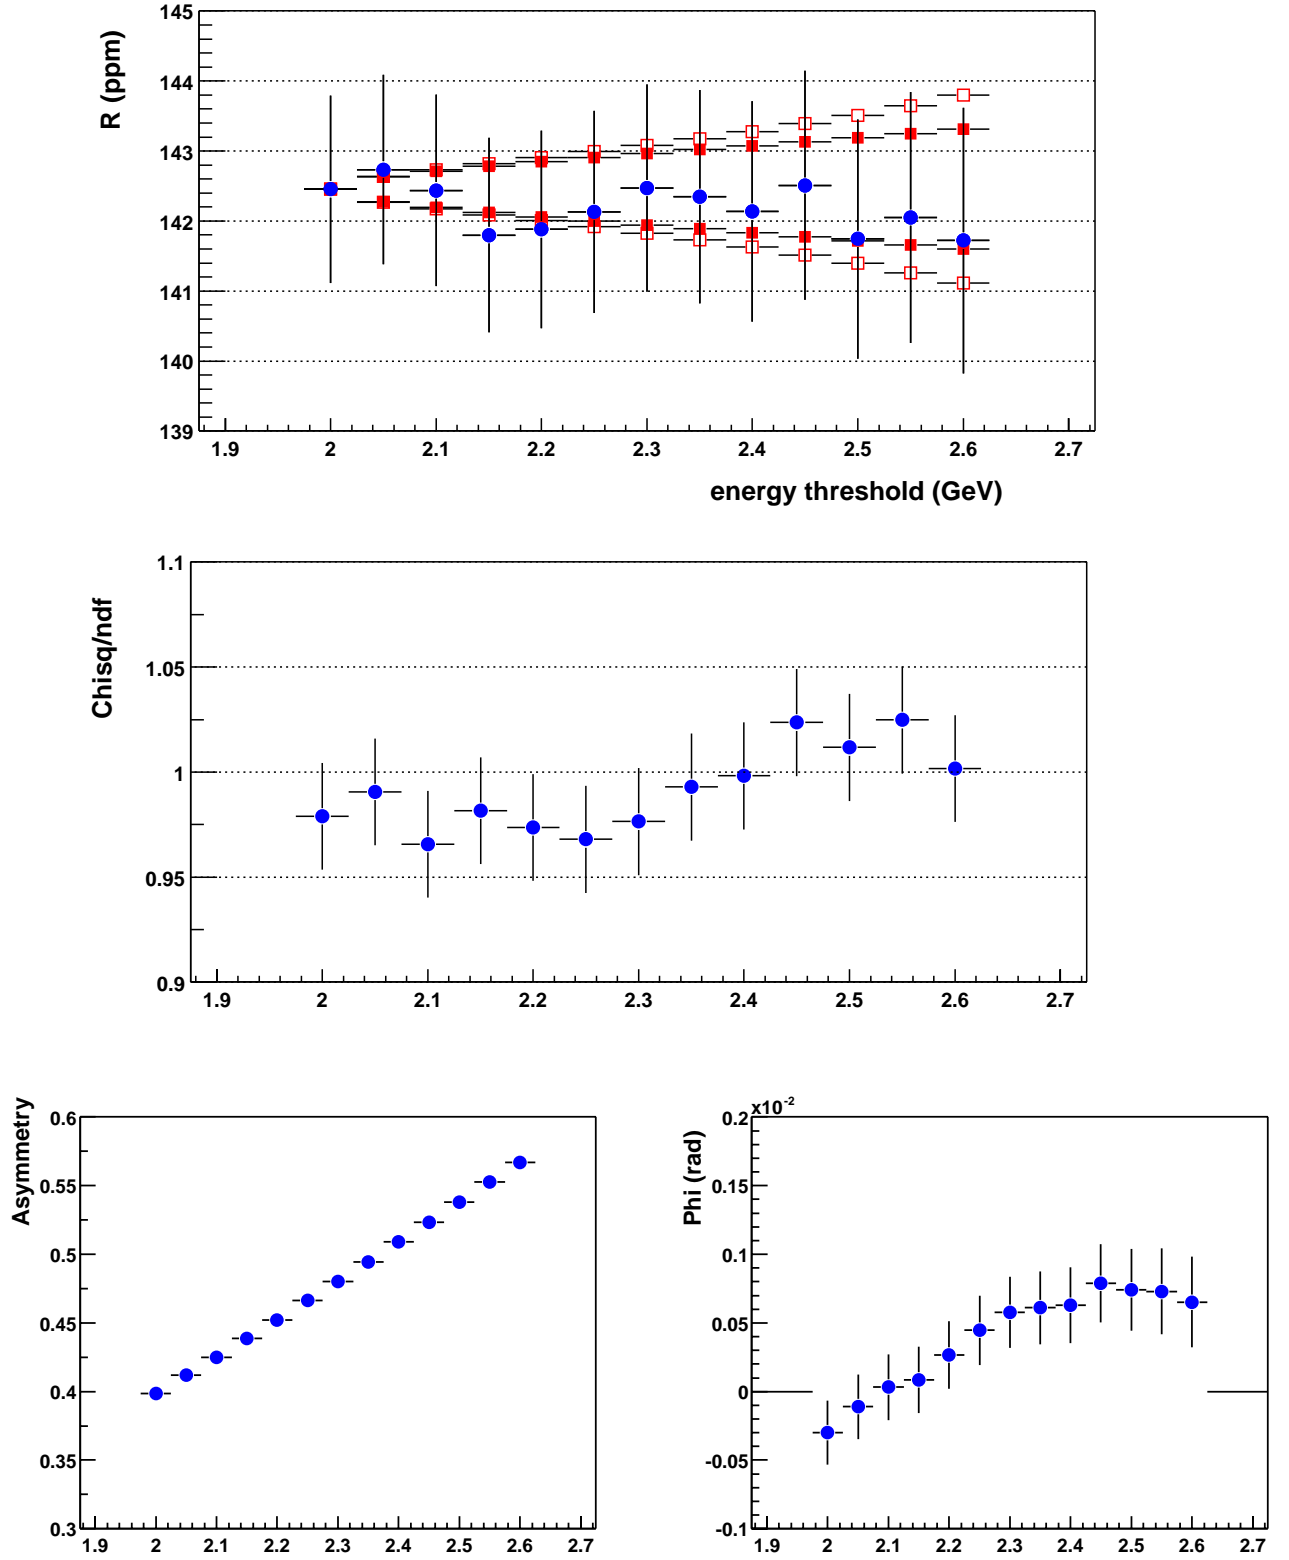 R (ppm)
145
144
143
142
141
140
139
1.9 2 2.1 2.2 2.3 2.4 2.5 2.6 2.7
energy threshold (GeV)
Chisq/ndf
1.1
1.05
1
0.95
0.9
1.9 2 2.1 2.2 2.3 2.4 2.5 2.6 2.7
Asymmetry
0.6
0.55
0.5
0.45
0.4
0.35
0.3
1.9 2 2.1 2.2 2.3 2.4 2.5 2.6 2.7
Phi (rad)
x10-2
0.2
0.15
0.1
0.05
0
-0.05
-0.1
1.9 2 2.1 2.2 2.3 2.4 2.5 2.6 2.7